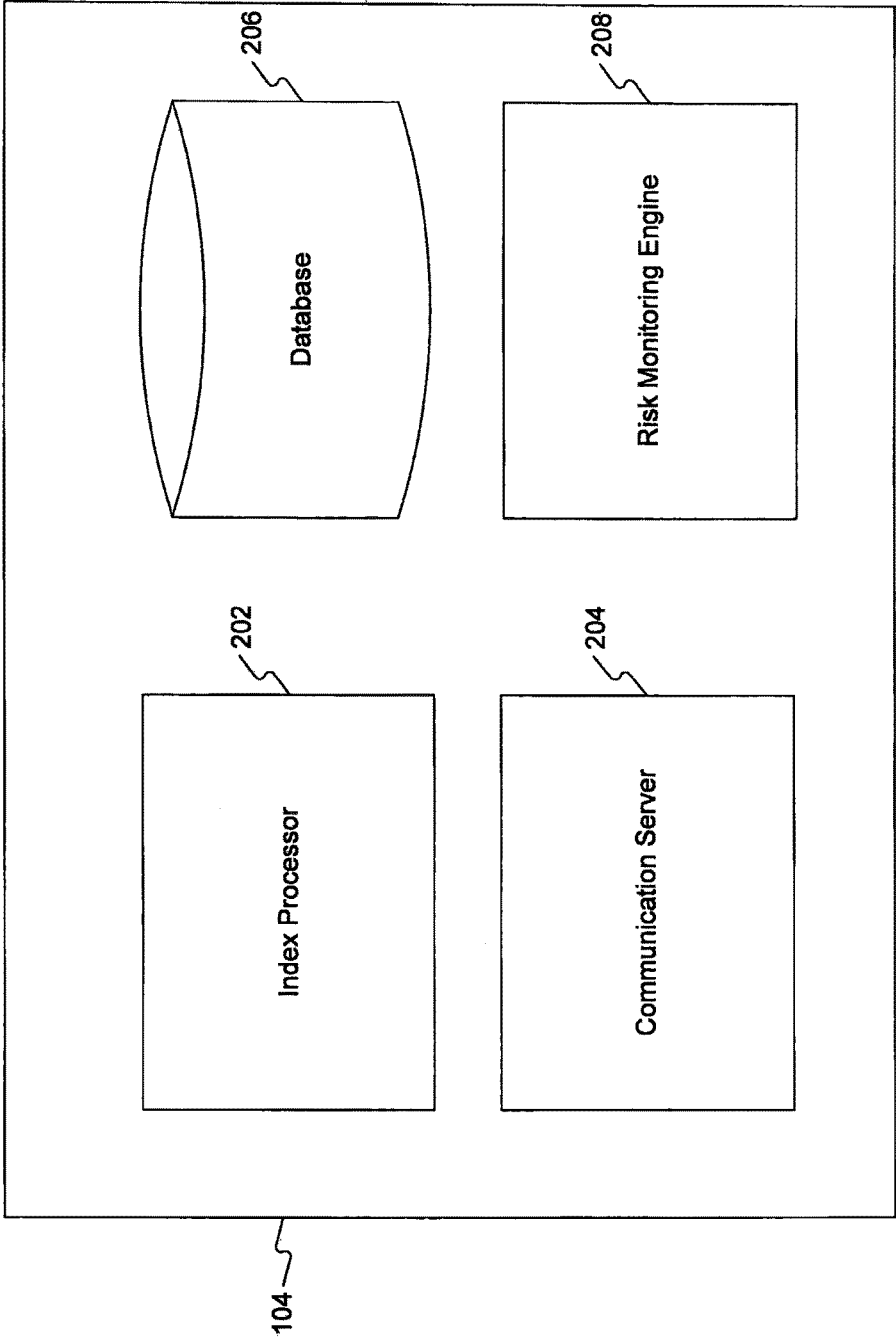 104
202
Index Processor
206
Database
204
Communication Server
208
Risk Monitoring Engine